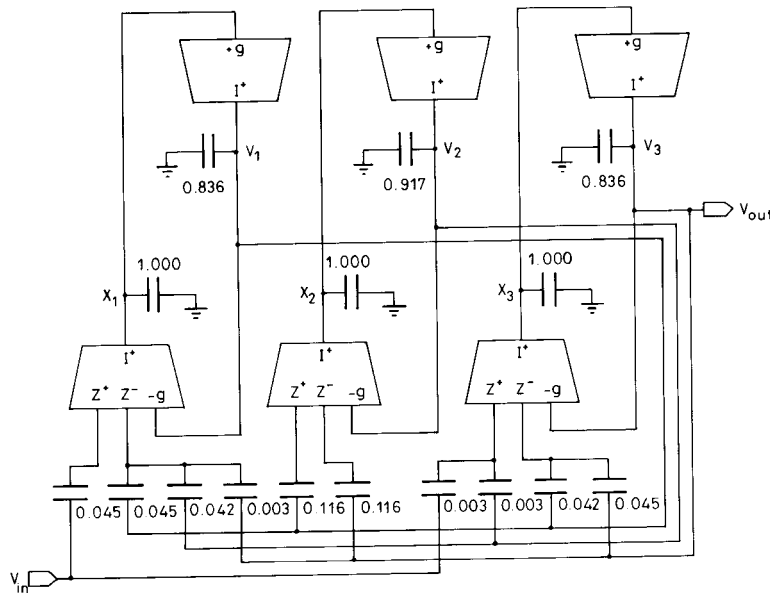 +g +g +g
I+ I+ I+
V1 V2 V3
0.836 0.917 0.836
Vout
1.000 1.000 1.000
X1 X2 X3
I+ I+ I+
Z+ Z− -g Z+ Z− -g Z+ Z− -g
0.045 0.045 0.042 0.003 0.116 0.116 0.003 0.003 0.042 0.045
Vin